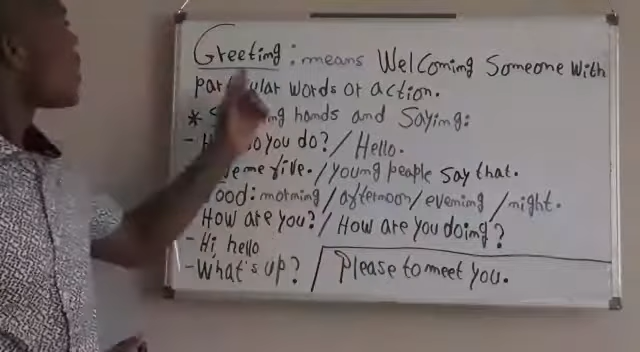 Greeting: means Welcoming Someone with
particular words or action.
* hands and Saying:
- do you do? / Hello.
me five. / young people say that.
Good: morning / afternoon / evening / night.
How are you? / How are you doing?
- Hi, hello
- What's up? / Please to meet you.